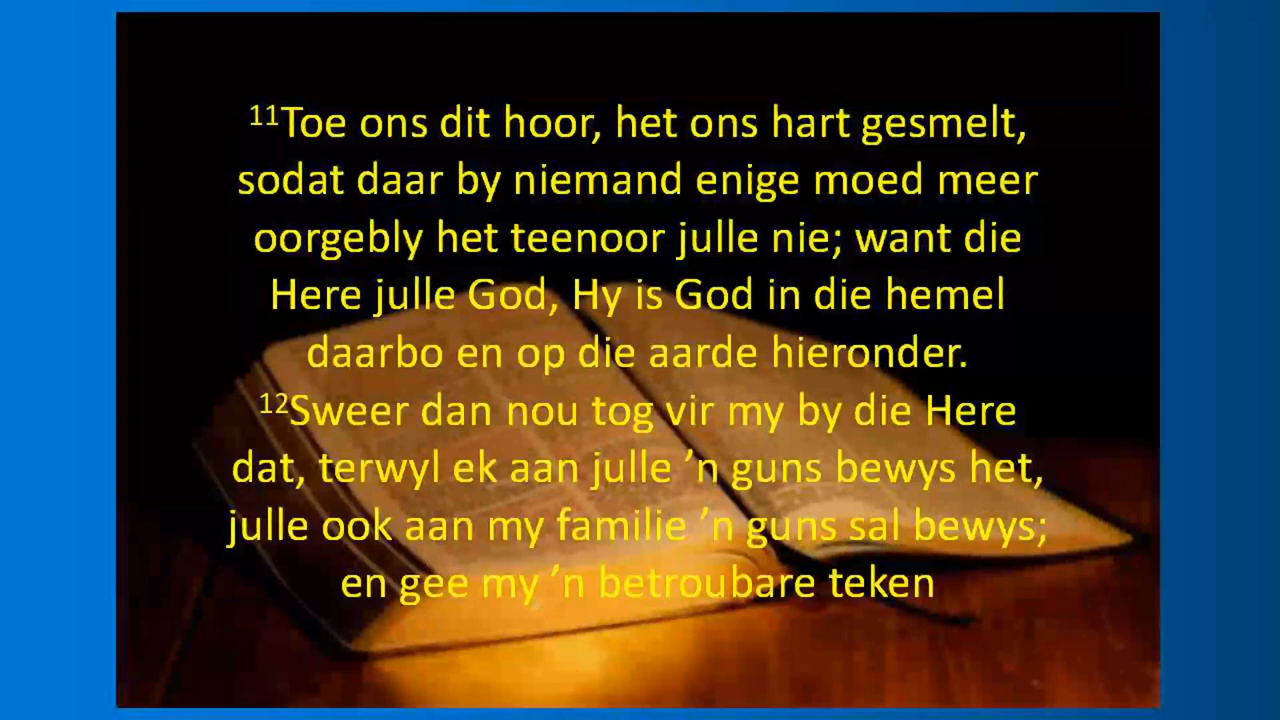 ¹¹Toe ons dit hoor, het ons hart gesmelt,
sodat daar by niemand enige moed meer
oorgebly het teenoor julle nie; want die
Here julle God, Hy is God in die hemel
daarbo en op die aarde hieronder.
¹²Sweer dan nou tog vir my by die Here
dat, terwyl ek aan julle ’n guns bewys het,
julle ook aan my familie ’n guns sal bewys;
en gee my ’n betroubare teken